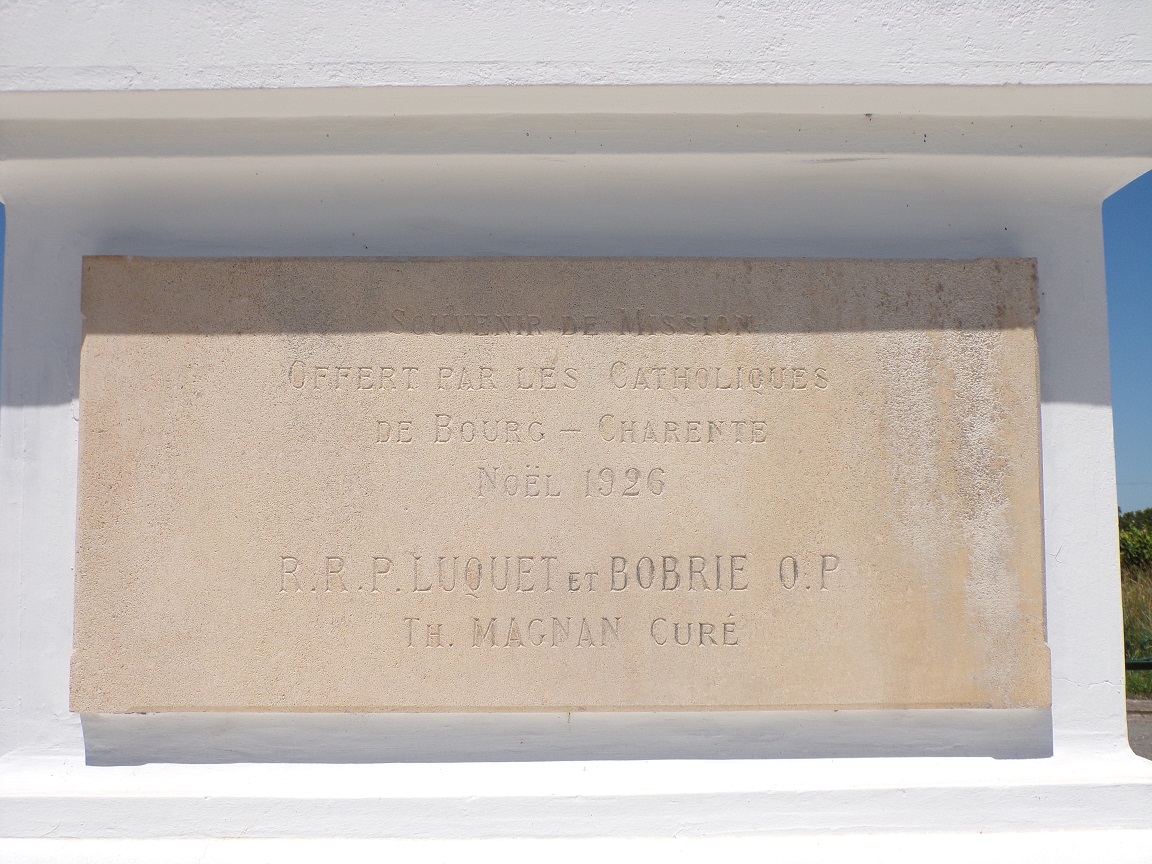 Souvenir de Mission
Offert par les Catholiques
de Bourg – Charente
Noël 1926
R.R.P. LUQUET et BOBRIE O.P
Th. MAGNAN Curé